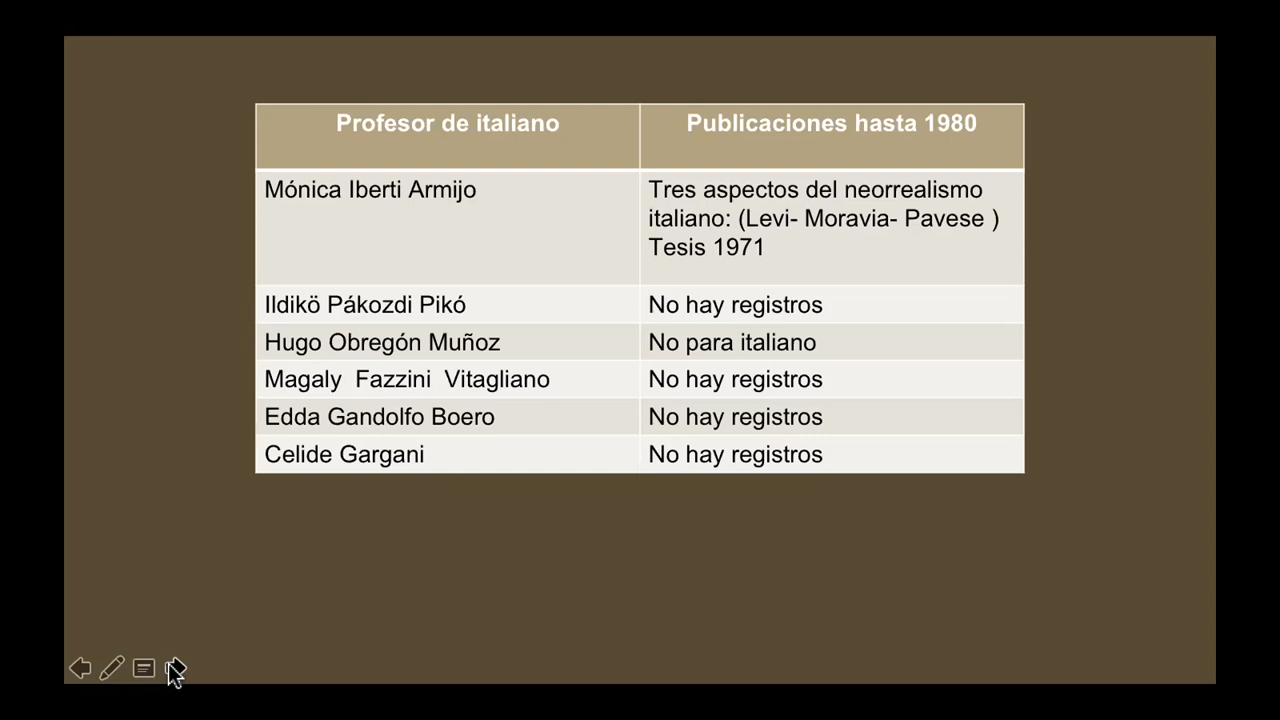 Profesor de italiano
Publicaciones hasta 1980
Mónica Iberti Armijo
Tres aspectos del neorrealismo
italiano: (Levi- Moravia- Pavese )
Tesis 1971
Ildikö Pákozdi Pikó
No hay registros
Hugo Obregón Muñoz
No para italiano
Magaly  Fazzini  Vitagliano
No hay registros
Edda Gandolfo Boero
No hay registros
Celide Gargani
No hay registros